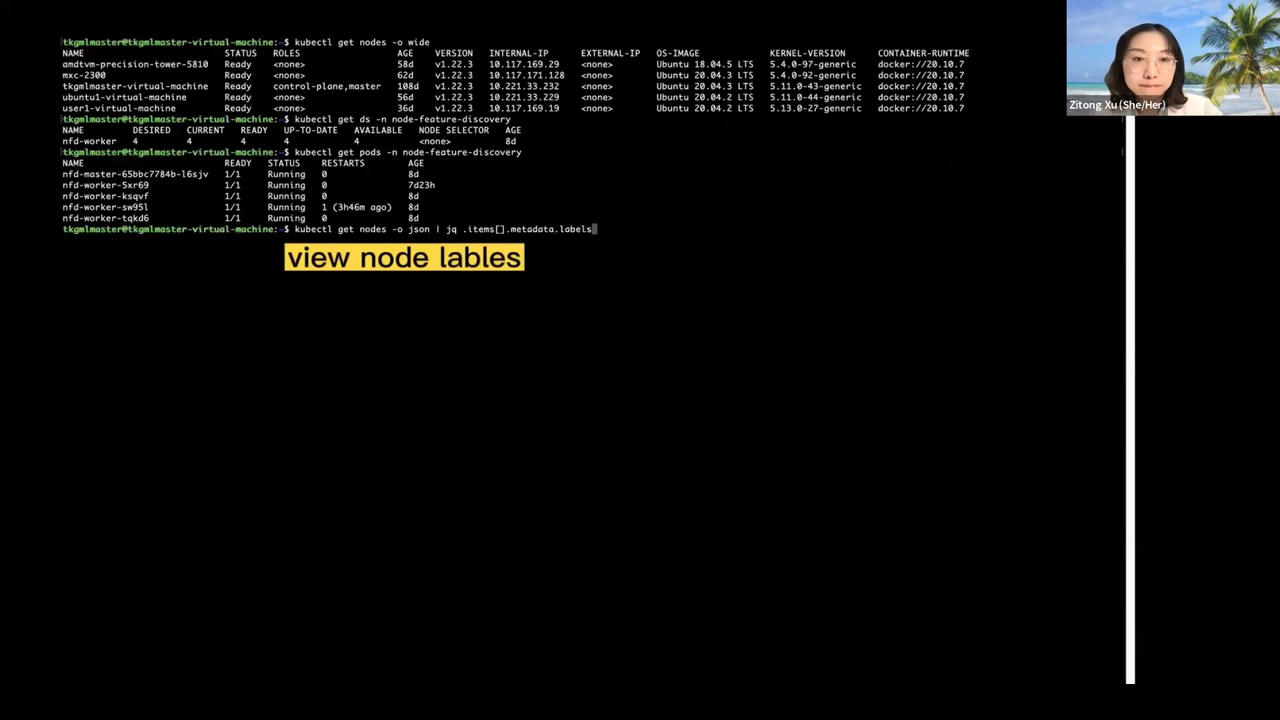 tkgmlmaster@tkgmlmaster-virtual-machine:~$ kubectl get nodes -o wide
NAME STATUS ROLES AGE VERSION INTERNAL-IP EXTERNAL-IP OS-IMAGE KERNEL-VERSION CONTAINER-RUNTIME
amdtvm-precision-tower-5810 Ready <none> 58d v1.22.3 10.117.169.29 <none> Ubuntu 18.04.5 LTS 5.4.0-97-generic docker://20.10.7
mxc-2300 Ready <none> 62d v1.22.3 10.117.171.128 <none> Ubuntu 20.04.3 LTS 5.4.0-92-generic docker://20.10.7
tkgmlmaster-virtual-machine Ready control-plane,master 108d v1.22.3 10.221.33.232 <none> Ubuntu 20.04.3 LTS 5.11.0-43-generic docker://20.10.7
ubuntu1-virtual-machine Ready <none> 56d v1.22.3 10.221.33.229 <none> Ubuntu 20.04.2 LTS 5.11.0-44-generic docker://20.10.7
user1-virtual-machine Ready <none> 36d v1.22.3 10.117.169.19 <none> Ubuntu 20.04.2 LTS 5.13.0-27-generic docker://20.10.7
tkgmlmaster@tkgmlmaster-virtual-machine:~$ kubectl get ds -n node-feature-discovery
NAME DESIRED CURRENT READY UP-TO-DATE AVAILABLE NODE SELECTOR AGE
nfd-worker 4 4 4 4 4 <none> 8d
tkgmlmaster@tkgmlmaster-virtual-machine:~$ kubectl get pods -n node-feature-discovery
NAME READY STATUS RESTARTS AGE
nfd-master-65bbc7784b-l6sjv 1/1 Running 0 8d
nfd-worker-5xr69 1/1 Running 0 7d23h
nfd-worker-ksqvf 1/1 Running 0 8d
nfd-worker-sw95l 1/1 Running 1 (3h46m ago) 8d
nfd-worker-tqkd6 1/1 Running 0 8d
tkgmlmaster@tkgmlmaster-virtual-machine:~$ kubectl get nodes -o json | jq .items[].metadata.labels
view node lables
Zitong Xu (She/Her)